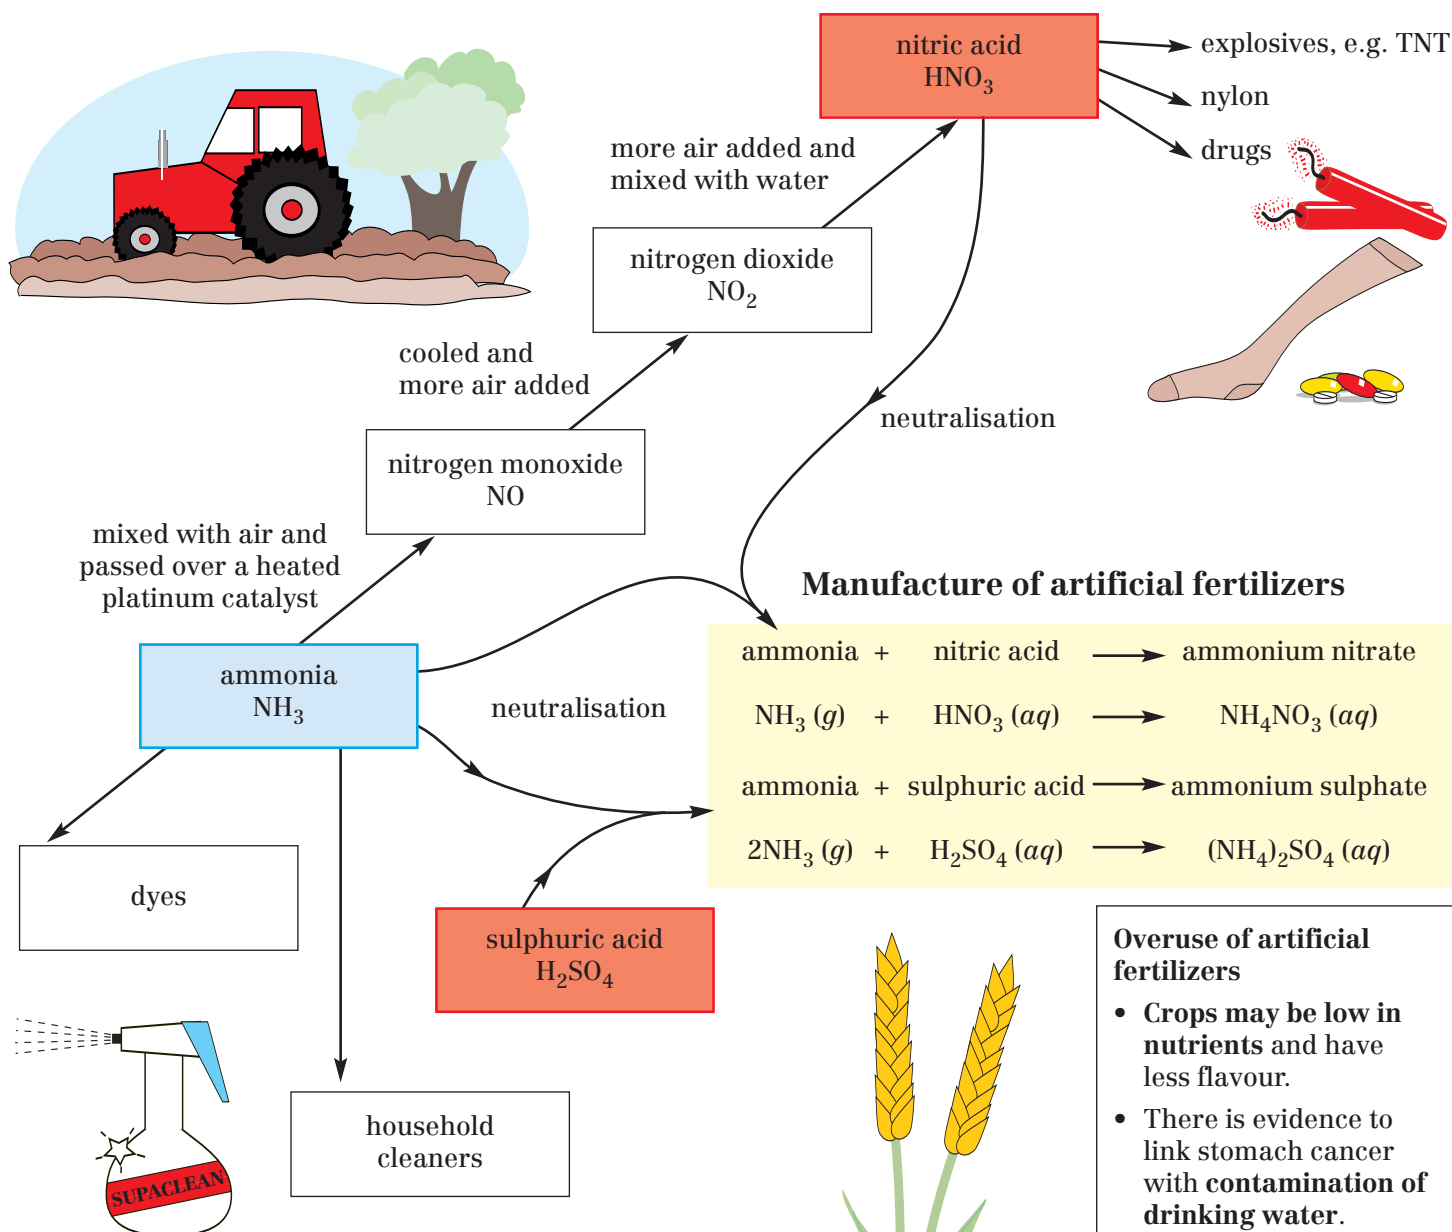 nitric acid
HNO₃
explosives, e.g. TNT
nylon
drugs
more air added and
mixed with water
nitrogen dioxide
NO₂
cooled and
more air added
neutralisation
nitrogen monoxide
NO
mixed with air and
passed over a heated
platinum catalyst
ammonia
NH₃
neutralisation
Manufacture of artificial fertilizers
ammonia + nitric acid ⟶ ammonium nitrate
NH₃ (g) + HNO₃ (aq) ⟶ NH₄NO₃ (aq)
ammonia + sulphuric acid ⟶ ammonium sulphate
2NH₃ (g) + H₂SO₄ (aq) ⟶ (NH₄)₂SO₄ (aq)
dyes
sulphuric acid
H₂SO₄
household
cleaners
SUPACLEAN
Overuse of artificial
fertilizers
• Crops may be low in
nutrients and have
less flavour.
• There is evidence to
link stomach cancer
with contamination of
drinking water.